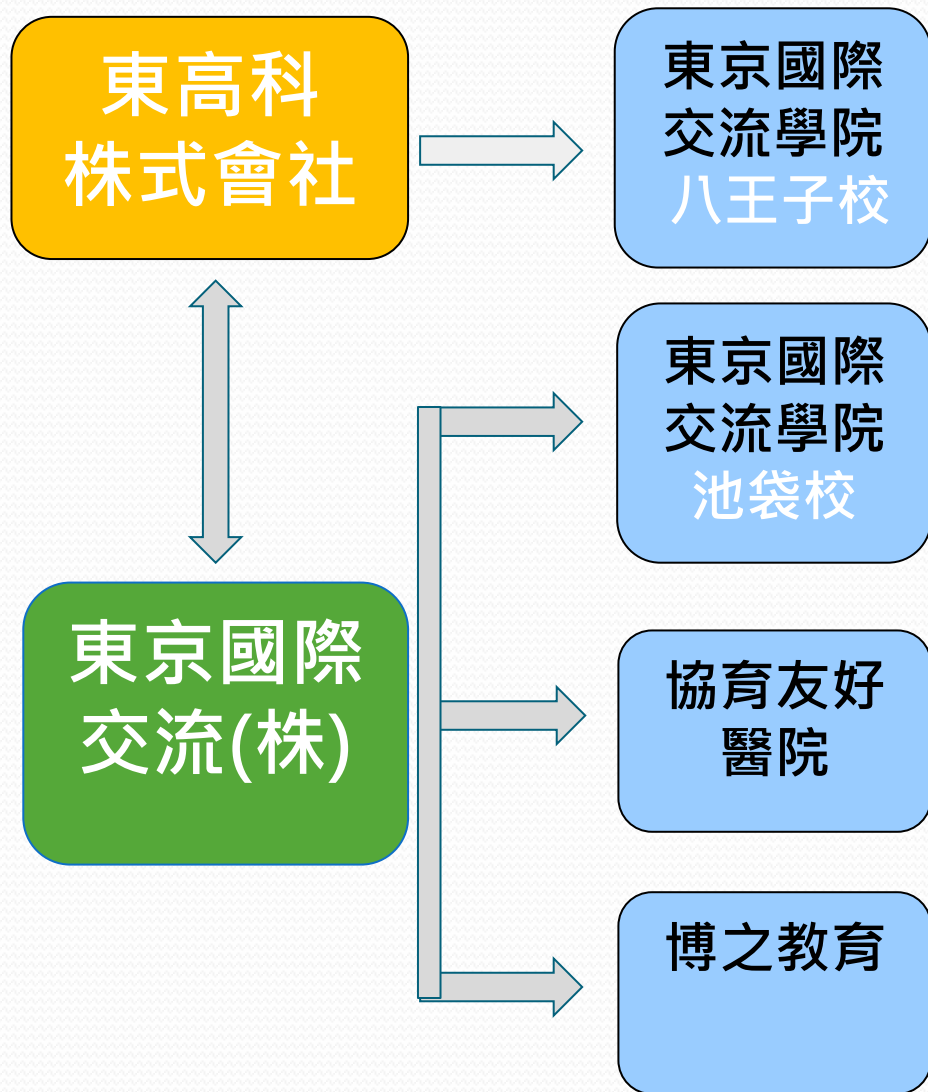 東高科
株式會社
東京國際
交流學院
八王子校
東京國際
交流學院
池袋校
東京國際
交流(株)
協育友好
醫院
博之教育